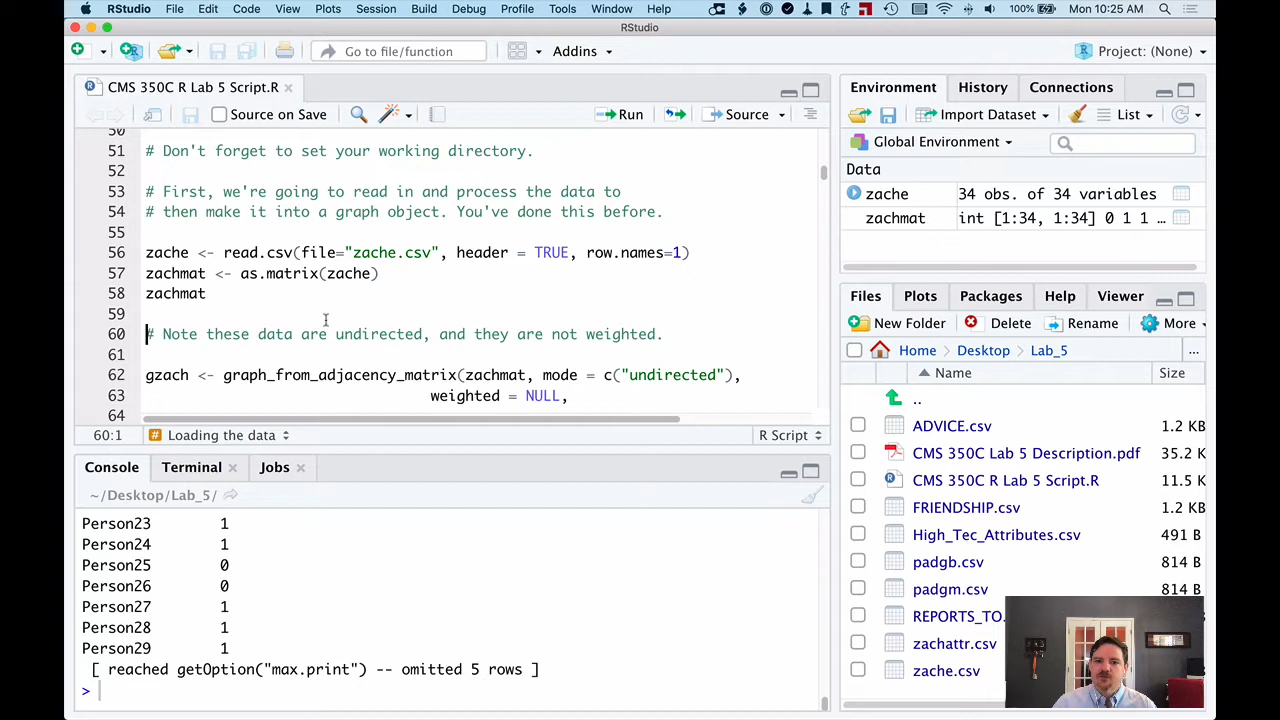 RStudio File Edit Code View Plots Session Build Debug Profile Tools Window Help 100% Mon 10:25 AM
RStudio
Go to file/function Addins Project: (None)
CMS 350C R Lab 5 Script.R
Source on Save Run Source
50
51 # Don't forget to set your working directory.
52
53 # First, we're going to read in and process the data to
54 # then make it into a graph object. You've done this before.
55
56 zache <- read.csv(file="zache.csv", header = TRUE, row.names=1)
57 zachmat <- as.matrix(zache)
58 zachmat
59
60 # Note these data are undirected, and they are not weighted.
61
62 gzach <- graph_from_adjacency_matrix(zachmat, mode = c("undirected"),
63 weighted = NULL,
64
60:1 # Loading the data R Script
Console Terminal Jobs
~/Desktop/Lab_5/
Person23 1
Person24 1
Person25 0
Person26 0
Person27 1
Person28 1
Person29 1
[ reached getOption("max.print") -- omitted 5 rows ]
>
Environment History Connections
Import Dataset List
Global Environment
Data
zache 34 obs. of 34 variables
zachmat int [1:34, 1:34] 0 1 1 …
Files Plots Packages Help Viewer
New Folder Delete Rename More
Home Desktop Lab_5 ...
Name Size
..
ADVICE.csv 1.2 KB
CMS 350C Lab 5 Description.pdf 35.2 K
CMS 350C R Lab 5 Script.R 11.5 K
FRIENDSHIP.csv 1.2 KB
High_Tec_Attributes.csv 491 B
padgb.csv 814 B
padgm.csv 814 B
REPORTS_TO.
zachattr.csv
zache.csv